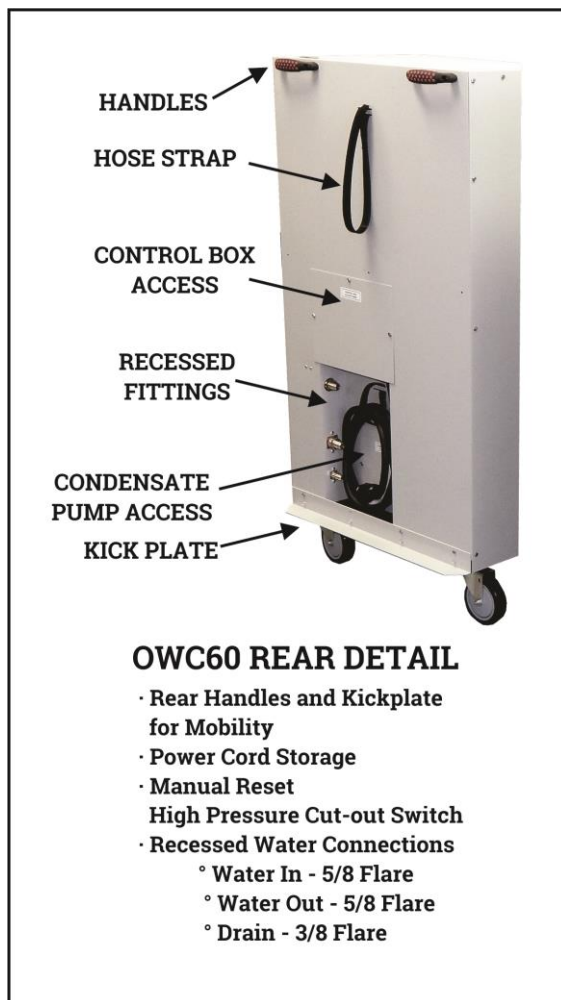 HANDLES
HOSE STRAP
CONTROL BOX
ACCESS
RECESSED
FITTINGS
CONDENSATE
PUMP ACCESS
KICK PLATE
OWC60 REAR DETAIL
· Rear Handles and Kickplate
for Mobility
· Power Cord Storage
· Manual Reset
High Pressure Cut-out Switch
· Recessed Water Connections
° Water In - 5/8 Flare
° Water Out - 5/8 Flare
° Drain - 3/8 Flare